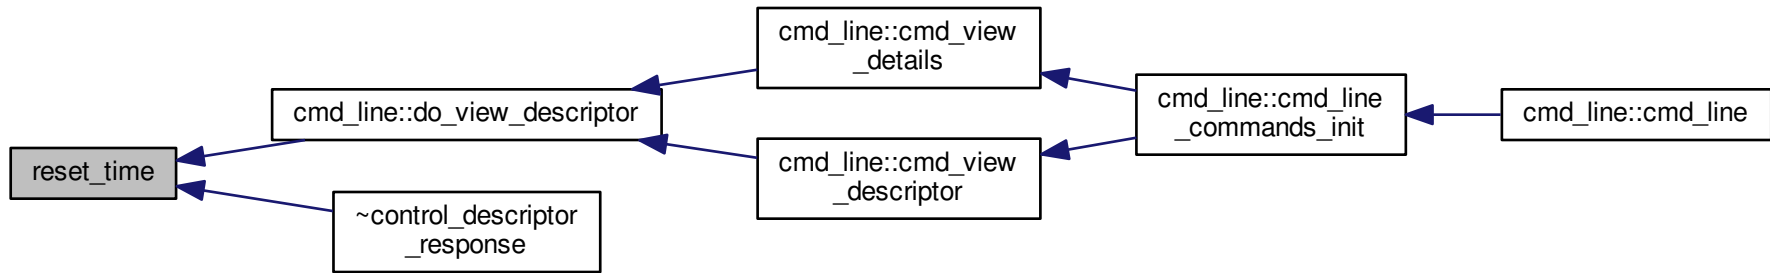 reset_time
cmd_line::do_view_descriptor
~control_descriptor
_response
cmd_line::cmd_view
_details
cmd_line::cmd_view
_descriptor
cmd_line::cmd_line
_commands_init
cmd_line::cmd_line